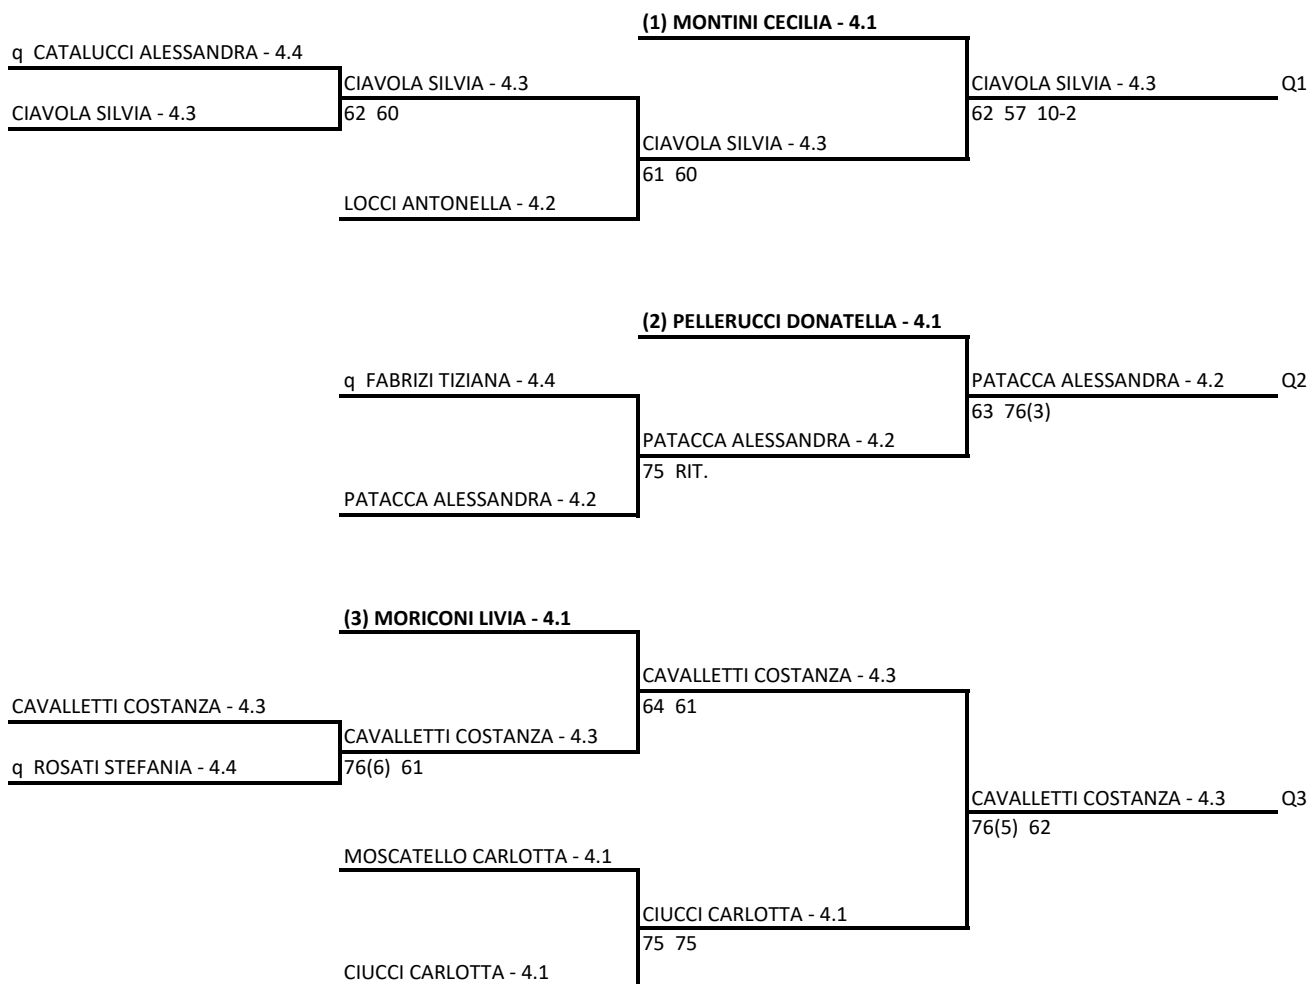 (1) MONTINI CECILIA - 4.1
q CATALUCCI ALESSANDRA - 4.4
CIAVOLA SILVIA - 4.3
CIAVOLA SILVIA - 4.3 Q1
CIAVOLA SILVIA - 4.3
62 60
62 57 10-2
CIAVOLA SILVIA - 4.3
61 60
LOCCI ANTONELLA - 4.2
(2) PELLERUCCI DONATELLA - 4.1
q FABRIZI TIZIANA - 4.4
PATACCA ALESSANDRA - 4.2 Q2
63 76(3)
PATACCA ALESSANDRA - 4.2
75 RIT.
PATACCA ALESSANDRA - 4.2
(3) MORICONI LIVIA - 4.1
CAVALLETTI COSTANZA - 4.3
64 61
CAVALLETTI COSTANZA - 4.3
CAVALLETTI COSTANZA - 4.3
q ROSATI STEFANIA - 4.4
76(6) 61
CAVALLETTI COSTANZA - 4.3 Q3
76(5) 62
MOSCATELLO CARLOTTA - 4.1
CIUCCI CARLOTTA - 4.1
75 75
CIUCCI CARLOTTA - 4.1